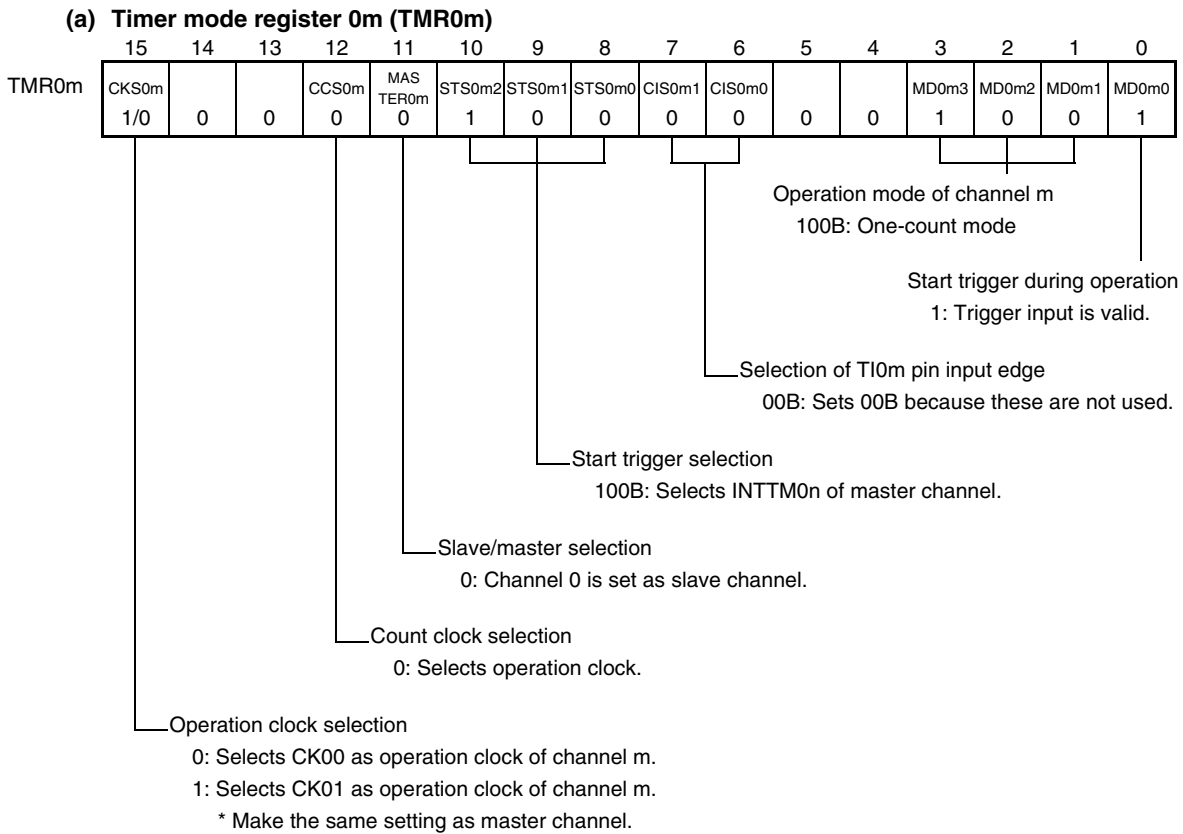 (a) Timer mode register 0m (TMR0m)
15 14 13 12 11 10 9 8 7 6 5 4 3 2 1 0
TMR0m
CKS0m CCS0m MAS TER0m STS0m2 STS0m1 STS0m0 CIS0m1 CIS0m0 MD0m3 MD0m2 MD0m1 MD0m0
1/0 0 0 0 0 1 0 0 0 0 0 0 1 0 0 1
Operation mode of channel m
100B: One-count mode
Start trigger during operation
1: Trigger input is valid.
Selection of TI0m pin input edge
00B: Sets 00B because these are not used.
Start trigger selection
100B: Selects INTTM0n of master channel.
Slave/master selection
0: Channel 0 is set as slave channel.
Count clock selection
0: Selects operation clock.
Operation clock selection
0: Selects CK00 as operation clock of channel m.
1: Selects CK01 as operation clock of channel m.
* Make the same setting as master channel.